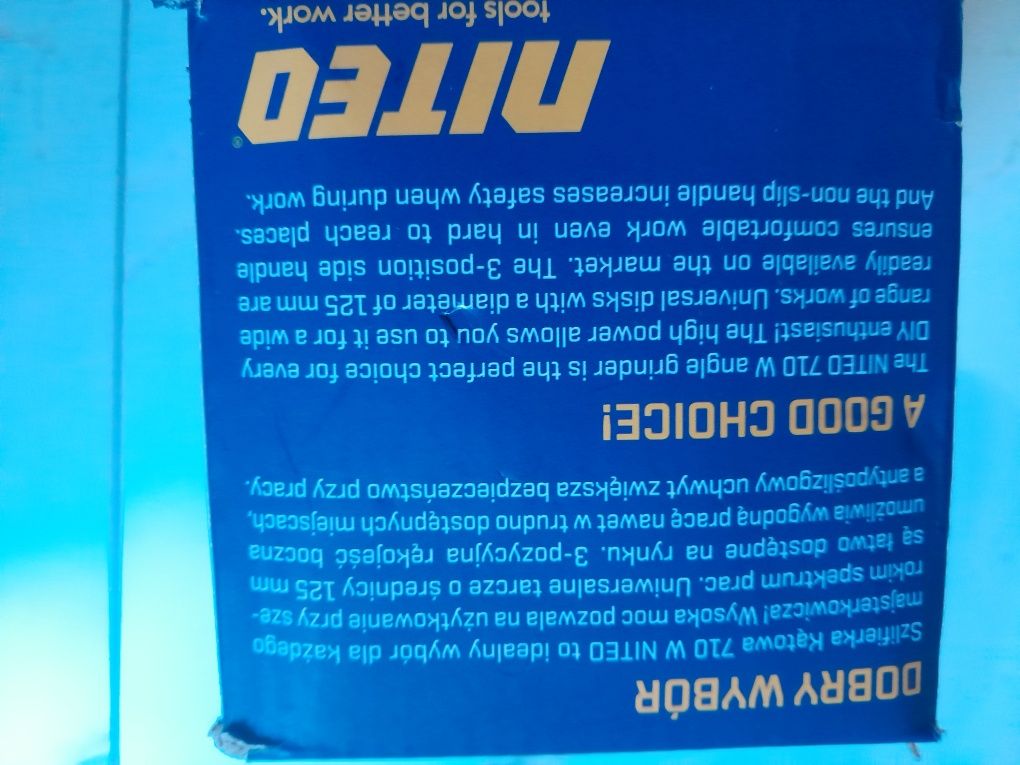 DOBRY WYBÓR
Szlifierka Kątowa 710 W NITEO to idealny wybór dla każdego
majsterkowicza! Wysoka moc pozwala na użytkowanie przy sze-
rokim spektrum prac. Uniwersalne tarcze o średnicy 125 mm
są łatwo dostępne na rynku. 3-pozycyjna rękojeść boczna
umożliwia wygodną pracę nawet w trudno dostępnych miejscach,
a antypoślizgowy uchwyt zwiększa bezpieczeństwo przy pracy.
A GOOD CHOICE!
The NITEO 710 W angle grinder is the perfect choice for every
DIY enthusiast! The high power allows you to use it for a wide
range of works. Universal disks with a diameter of 125 mm are
readily available on the market. The 3-position side handle
ensures comfortable work even in hard to reach places.
And the non-slip handle increases safety when during work.
NITEO®
tools for better work.